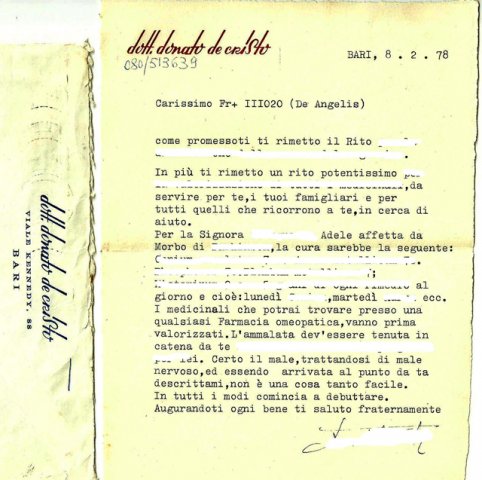 dott. donato de cristo
080/513639
BARI, 8.2.78
Carissimo Fr+ III020 (De Angelis)
come promessoti ti rimetto il Rito
In più ti rimetto un rito potentissimo
da
servire per te,i tuoi famigliari e per
tutti quelli che ricorrono a te,in cerca di
aiuto.
Per la Signora Adele affetta da
Morbo di la cura sarebbe la seguente:
di ogni rimedio al
giorno e cioè:lunedì martedì ecc.
I medicinali che potrai trovare presso una
qualsiasi Farmacia omeopatica,vanno prima
valorizzati.L'ammalata dev'essere tenuta in
catena da te
per lei. Certo il male,trattandosi di male
nervoso,ed essendo arrivata al punto da ta
descrittami,non è una cosa tanto facile.
In tutti i modi comincia a debuttare.
Augurandoti ogni bene ti saluto fraternamente
dott. donato de cristo
VIALE KENNEDY, 88
BARI